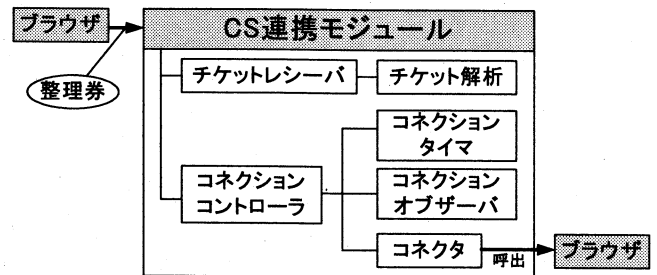 ブラウザ
CS連携モジュール
整理券
チケットレシーバ
チケット解析
コネクション
タイマ
コネクション
コントローラ
コネクション
オブザーバ
コネクタ
呼出
ブラウザ